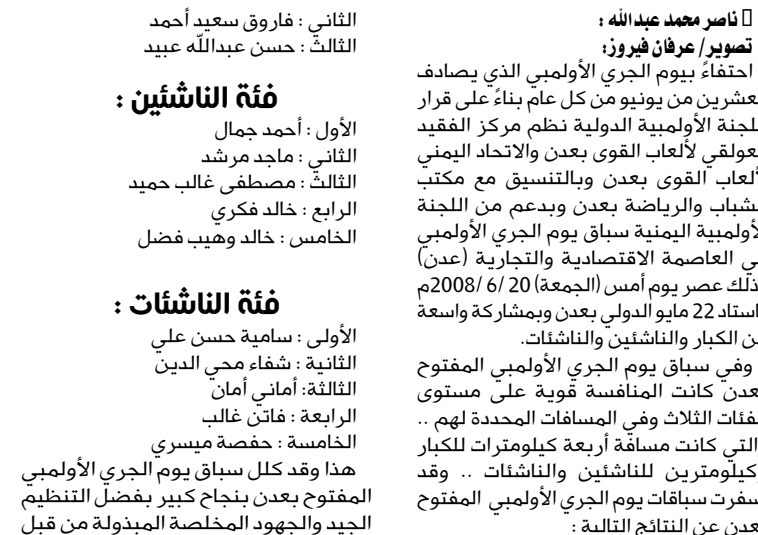 ناصر محمد عبدالله :
تصوير/ عرفان فيروز:
احتفاءً بيوم الجري الأولمبي الذي يصادف
لعشرين من يونيو من كل عام بناءً على قرار
للجنة الأولمبية الدولية نظم مركز الفقيد
لعولقي لألعاب القوى بعدن والاتحاد اليمني
لألعاب القوى بعدن وبالتنسيق مع مكتب
لشباب والرياضة بعدن وبدعم من اللجنة
لأولمبية اليمنية سباق يوم الجري الأولمبي
ي العاصمة الاقتصادية والتجارية (عدن)
ذلك عصر يوم أمس (الجمعة) 20 /6 /2008م
استاد 22 مايو الدولي بعدن وبمشاركة واسعة
ن الكبار والناشئين والناشئات.
وفي سباق يوم الجري الأولمبي المفتوح
عدن كانت المنافسة قوية على مستوى
لفئات الثلاث وفي المسافات المحددة لهم ..
التي كانت مسافة أربعة كيلومترات للكبار
كيلومترين للناشئين والناشئات .. وقد
سفرت سباقات يوم الجري الأولمبي المفتوح
عدن عن النتائج التالية :
الثاني : فاروق سعيد أحمد
الثالث : حسن عبدالله عبيد
فئة الناشئين :
الأول : أحمد جمال
الثاني : ماجد مرشد
الثالث : مصطفى غالب حميد
الرابع : خالد فكري
الخامس : خالد وهيب فضل
فئة الناشئات :
الأولى : سامية حسن علي
الثانية : شفاء محي الدين
الثالثة: أماني أمان
الرابعة : فاتن غالب
الخامسة : حفصة ميسري
هذا وقد كلل سباق يوم الجري الأولمبي
المفتوح بعدن بنجاح كبير بفضل التنظيم
الجيد والجهود المخلصة المبذولة من قبل